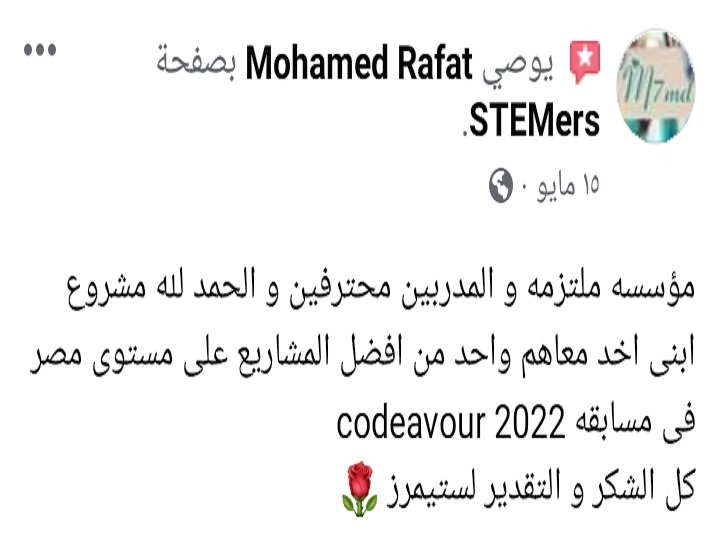 يوصي Mohamed Rafat بصفحة
STEMers.
١٥ مايو ·
M7md
مؤسسه ملتزمه و المدربين محترفين و الحمد لله مشروع
ابنى اخد معاهم واحد من افضل المشاريع على مستوى مصر
فى مسابقه codeavour 2022
كل الشكر و التقدير لستيمرز